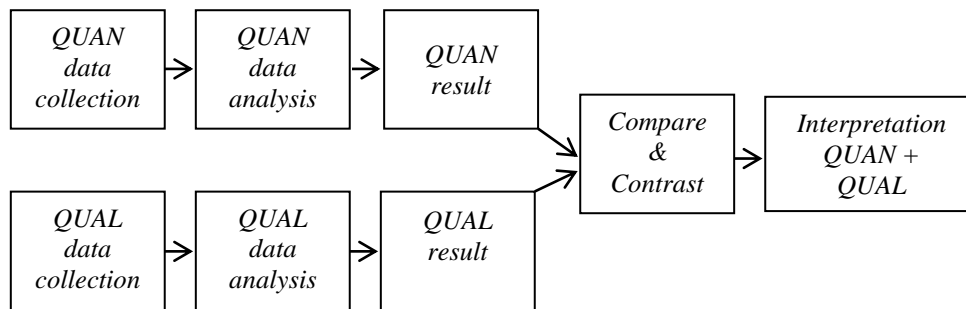 QUAN
data
collection
QUAN
data
analysis
QUAN
result
QUAL
data
collection
QUAL
data
analysis
QUAL
result
Compare
&
Contrast
Interpretation
QUAN +
QUAL